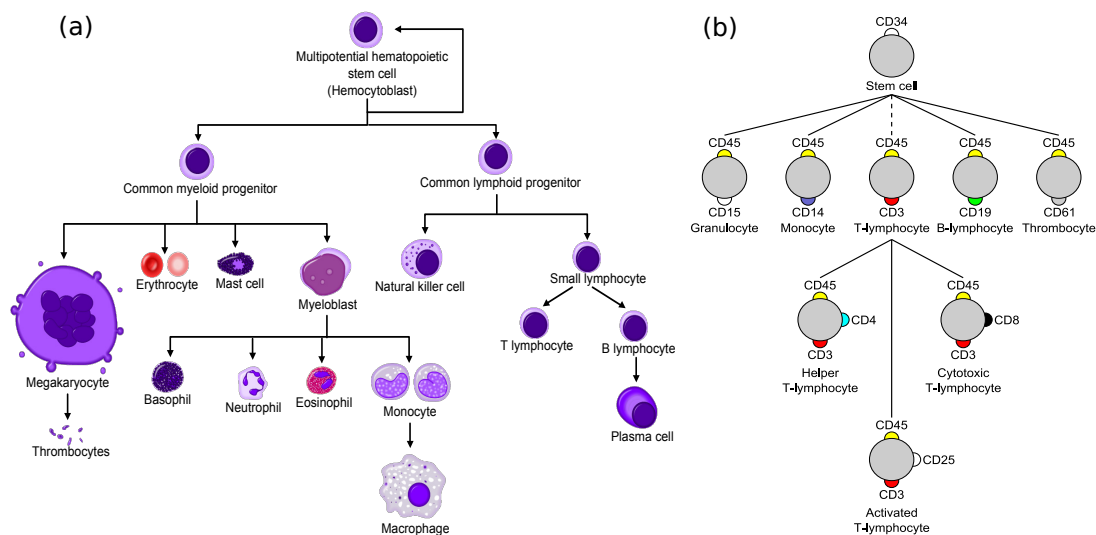 (a)
Multipotential hematopoietic
stem cell
(Hemocytoblast)
Common myeloid progenitor
Common lymphoid progenitor
Erythrocyte
Mast cell
Myeloblast
Natural killer cell
Small lymphocyte
T lymphocyte
B lymphocyte
Megakaryocyte
Basophil
Neutrophil
Eosinophil
Monocyte
Plasma cell
Thrombocytes
Macrophage
(b)
CD34
Stem cell
CD45
CD45
CD45
CD45
CD45
CD15
CD14
CD3
CD19
CD61
Granulocyte
Monocyte
T-lymphocyte
B-lymphocyte
Thrombocyte
CD45
CD4
CD3
Helper
T-lymphocyte
CD45
CD8
CD3
Cytotoxic
T-lymphocyte
CD45
CD25
CD3
Activated
T-lymphocyte